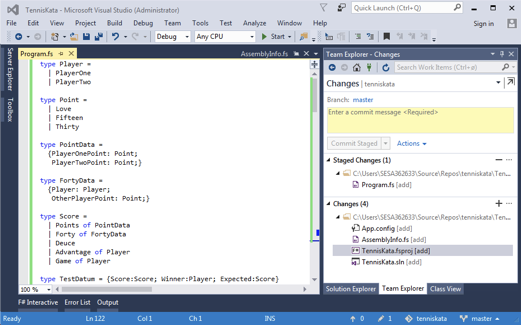 TennisKata - Microsoft Visual Studio (Administrator)
Quick Launch (Ctrl+Q)
File Edit View Project Build Debug Team Tools Test Analyze Window Help
Sign in
Debug Any CPU Start
Server Explorer
Toolbox
Program.fs
AssemblyInfo.fs
type Player =
| PlayerOne
| PlayerTwo
type Point =
| Love
| Fifteen
| Thirty
type PointData =
{PlayerOnePoint: Point;
PlayerTwoPoint: Point;}
type FortyData =
{Player: Player;
OtherPlayerPoint: Point;}
type Score =
| Points of PointData
| Forty of FortyData
| Deuce
| Advantage of Player
| Game of Player
type TestDatum = {Score:Score; Winner:Player; Expected:Score}
100 %
Team Explorer - Changes
Search Work Items (Ctrl+ø)
Changes | tenniskata
Branch: master
Enter a commit message <Required>
Commit Staged
Actions
Staged Changes (1)
C:\Users\SESA362633\Source\Repos\tenniskata\Ten...
Program.fs [add]
Changes (4)
C:\Users\SESA362633\Source\Repos\tenniskata\Ten...
App.config [add]
AssemblyInfo.fs [add]
TennisKata.fsproj [add]
TennisKata.sln [add]
Solution Explorer Team Explorer Class View
F# Interactive Error List Output
Ready Ln 122 Col 1 Ch 1 INS 0 1 tenniskata master